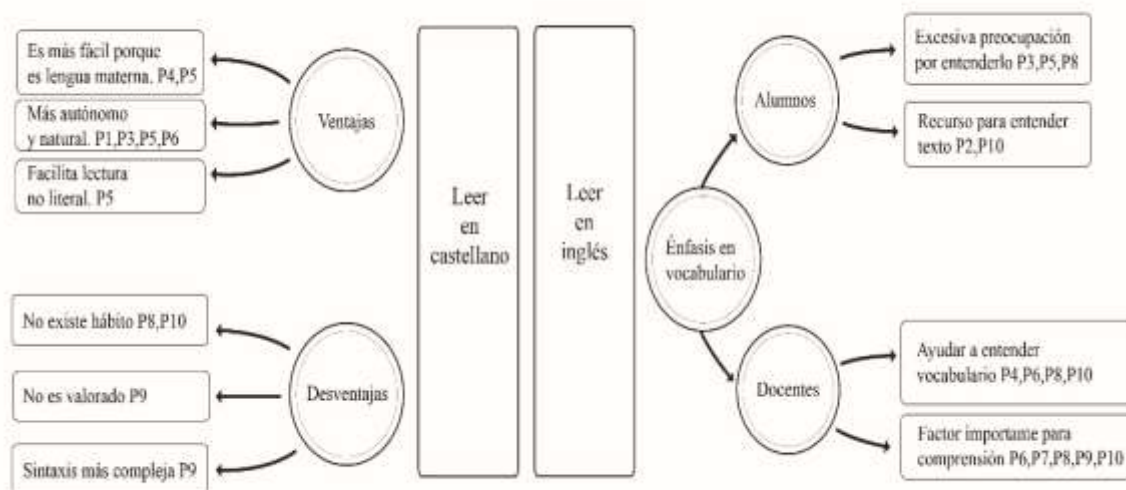 Es más fácil porque
es lengua materna. P4,P5
Más autónomo
y natural. P1,P3,P5,P6
Facilita lectura
no literal. P5
Ventajas
No existe hábito P8,P10
No es valorado P9
Sintaxis más compleja P9
Desventajas
Leer
en
castellano
Leer
en
inglés
Énfasis en
vocabulario
Alumnos
Excesiva preocupación
por entenderlo P3,P5,P8
Recurso para entender
texto P2,P10
Docentes
Ayudar a entender
vocabulario P4,P6,P8,P10
Factor importante para
comprensión P6,P7,P8,P9,P10